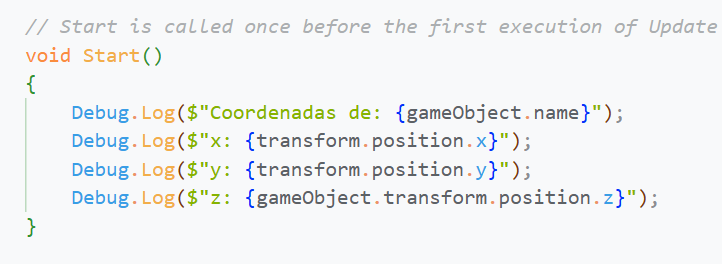 // Start is called once before the first execution of Update
void Start()
{
    Debug.Log($"Coordenadas de: {gameObject.name}");
    Debug.Log($"x: {transform.position.x}");
    Debug.Log($"y: {transform.position.y}");
    Debug.Log($"z: {gameObject.transform.position.z}");
}